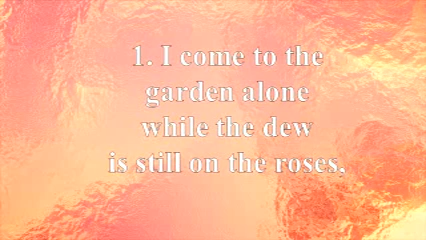 1. I come to the
garden alone
while the dew
is still on the roses,